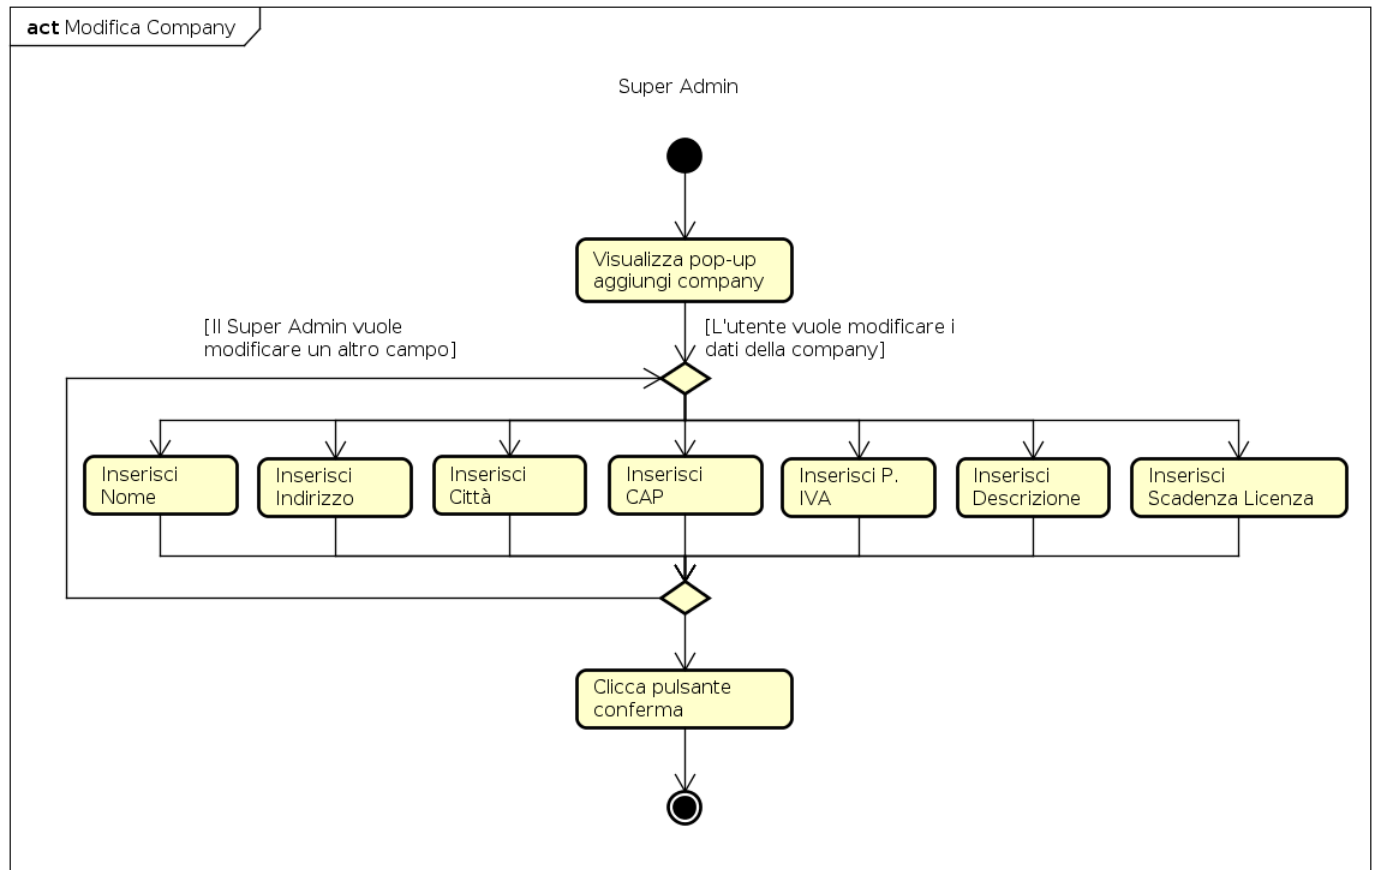 act Modifica Company
Super Admin
Visualizza pop-up
aggiungi company
[Il Super Admin vuole
modificare un altro campo]
[L'utente vuole modificare i
dati della company]
Inserisci
Nome
Inserisci
Indirizzo
Inserisci
Città
Inserisci
CAP
Inserisci P.
IVA
Inserisci
Descrizione
Inserisci
Scadenza Licenza
Clicca pulsante
conferma